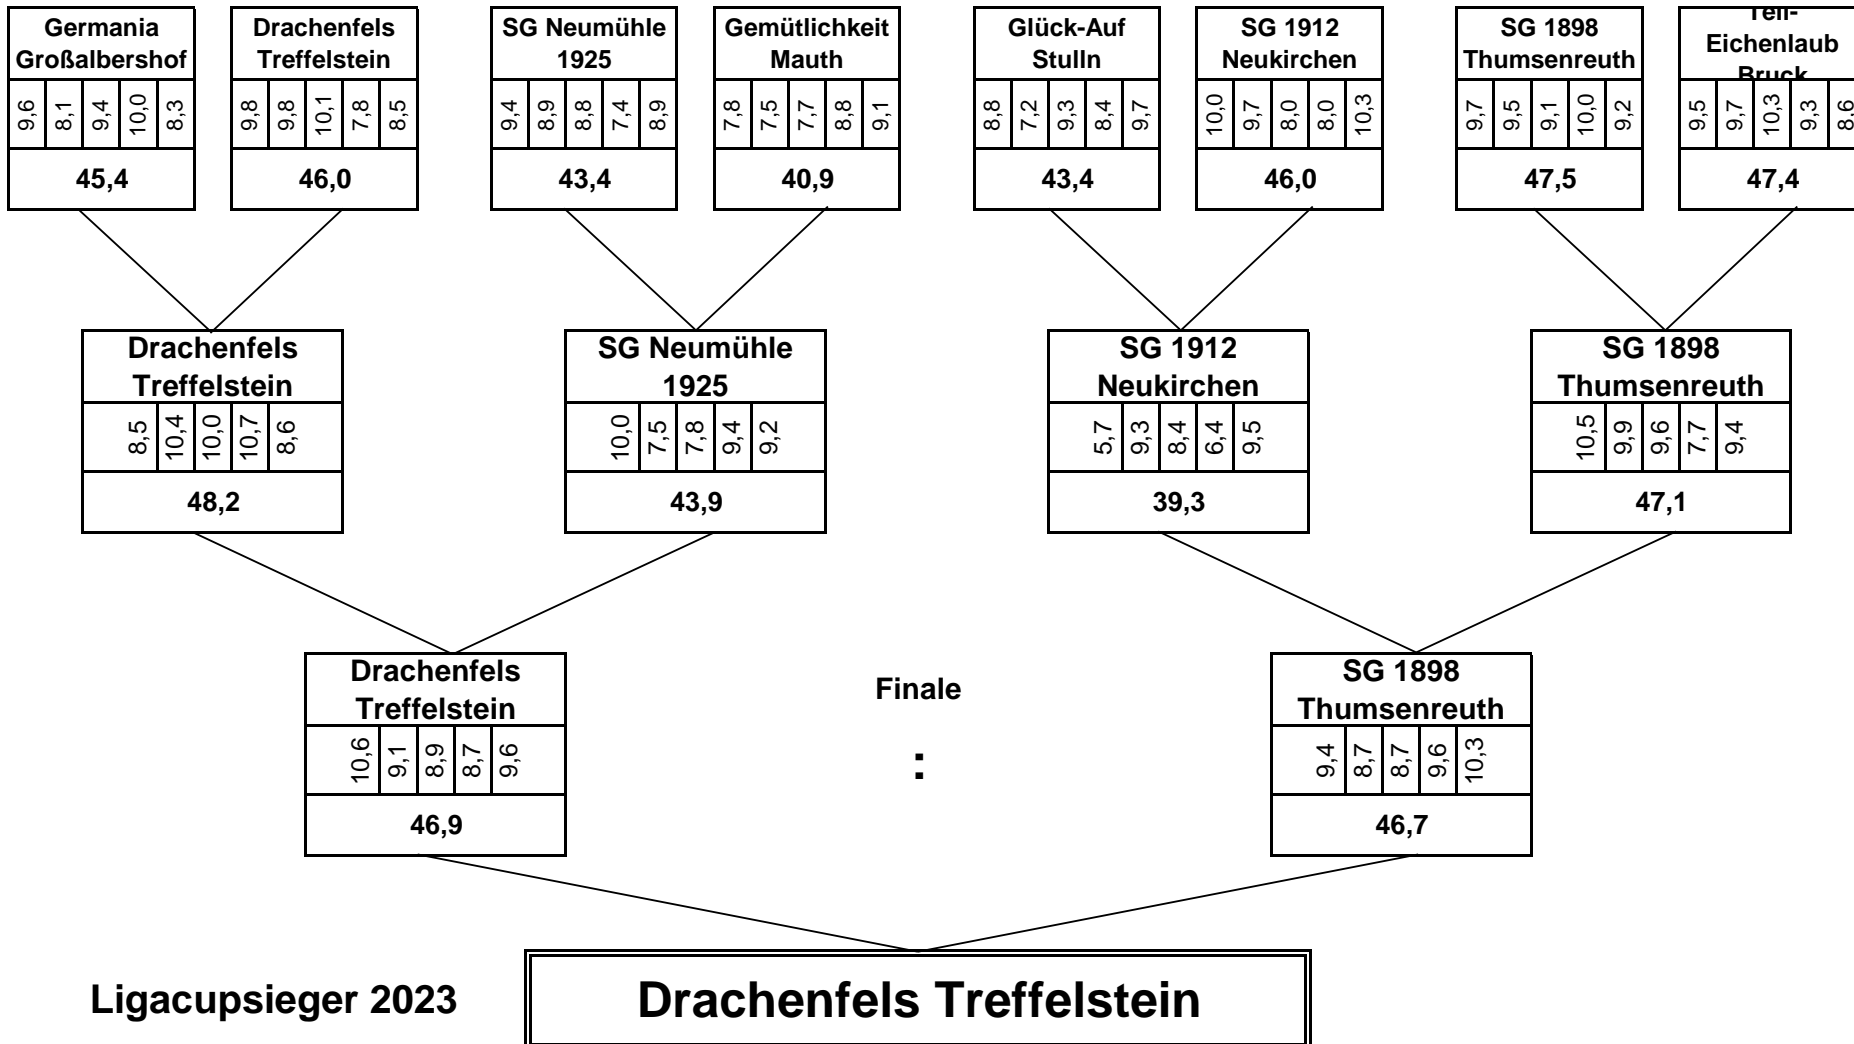 Germania
Großalbershof
9,6 8,1 9,4 10,0 8,3
45,4
Drachenfels
Treffelstein
9,8 9,8 10,1 7,8 8,5
46,0
SG Neumühle
1925
9,4 8,9 8,8 7,4 8,9
43,4
Gemütlichkeit
Mauth
7,8 7,5 7,7 8,8 9,1
40,9
Glück-Auf
Stulln
8,8 7,2 9,3 8,4 9,7
43,4
SG 1912
Neukirchen
10,0 9,7 8,0 8,0 10,3
46,0
SG 1898
Thumsenreuth
9,7 9,5 9,1 10,0 9,2
47,5
Tell-
Eichenlaub
Bruck
9,5 9,7 10,3 9,3 8,6
47,4
Drachenfels
Treffelstein
8,5 10,4 10,0 10,7 8,6
48,2
SG Neumühle
1925
10,0 7,5 7,8 9,4 9,2
43,9
SG 1912
Neukirchen
5,7 9,3 8,4 6,4 9,5
39,3
SG 1898
Thumsenreuth
10,5 9,9 9,6 7,7 9,4
47,1
Drachenfels
Treffelstein
10,6 9,1 8,9 8,7 9,6
46,9
Finale
:
SG 1898
Thumsenreuth
9,4 8,7 8,7 9,6 10,3
46,7
Ligacupsieger 2023
Drachenfels Treffelstein